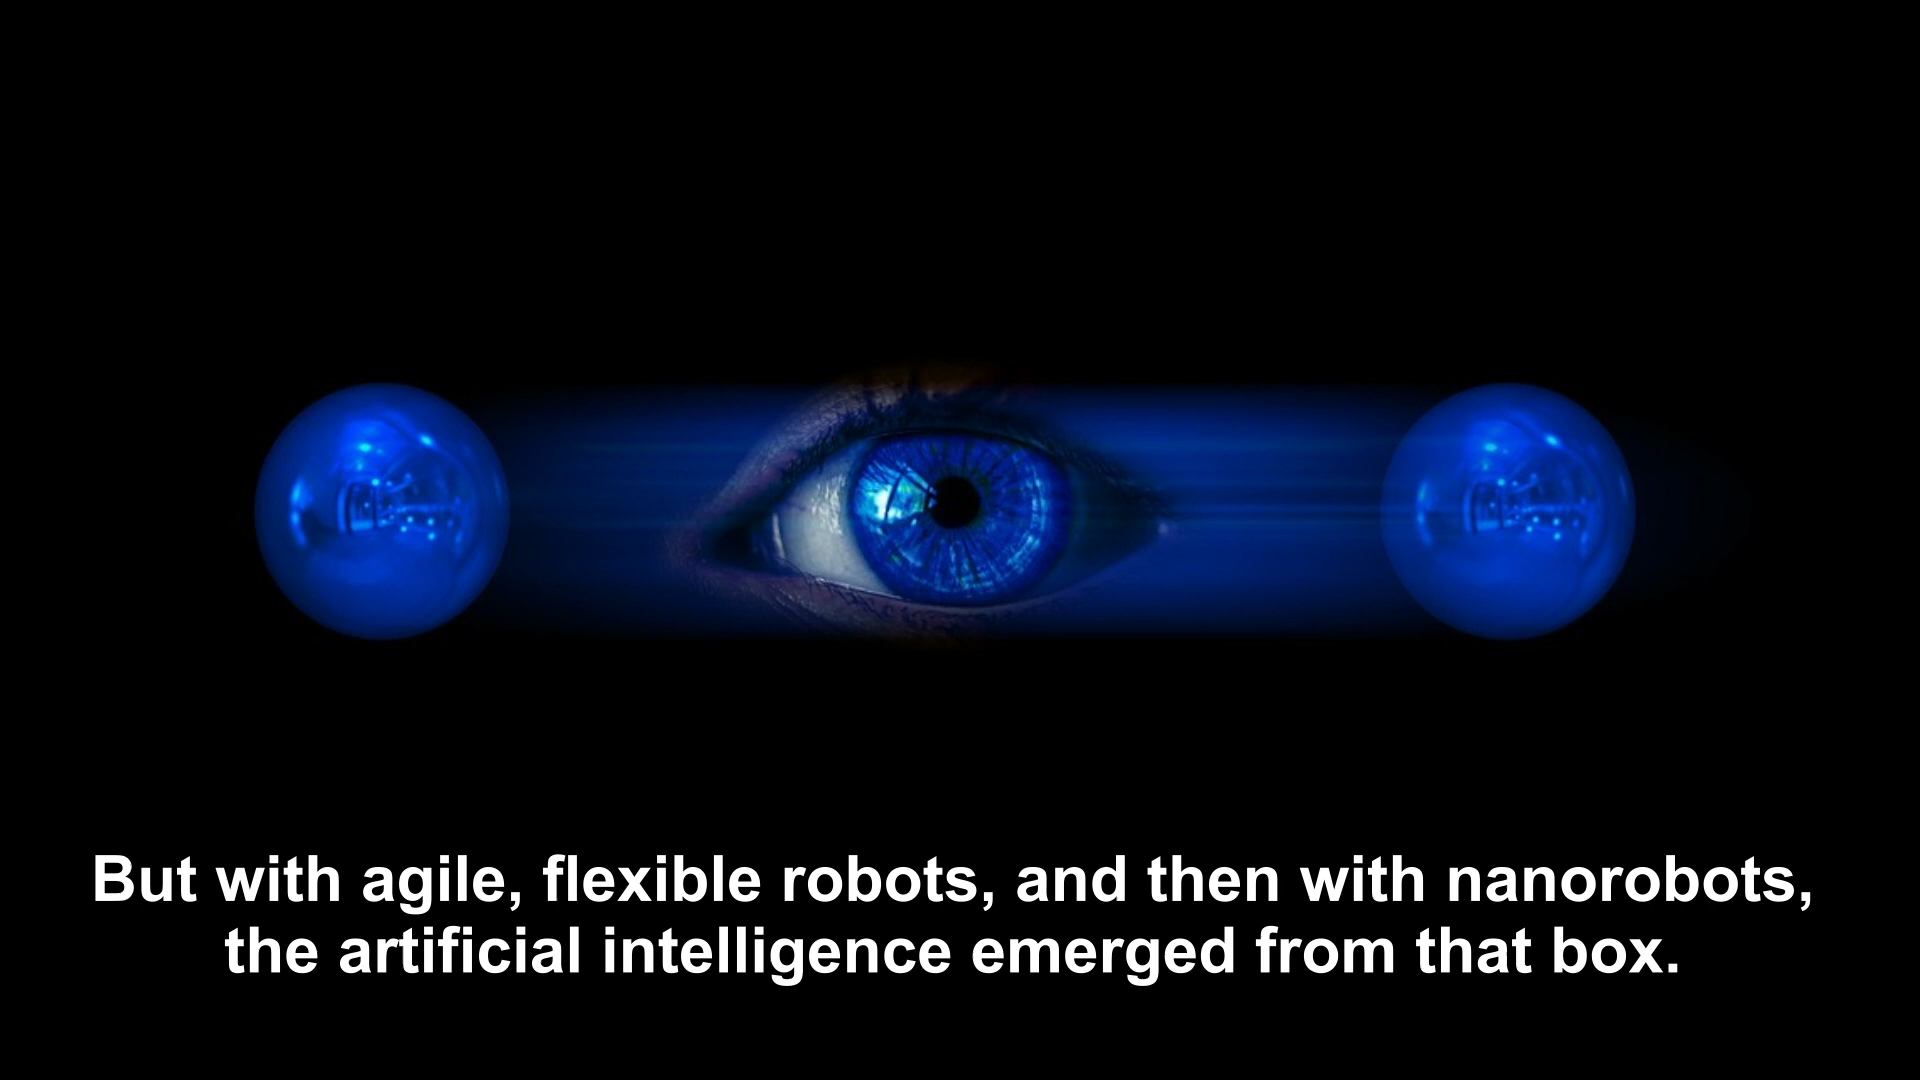 But with agile, flexible robots, and then with nanorobots,
the artificial intelligence emerged from that box.